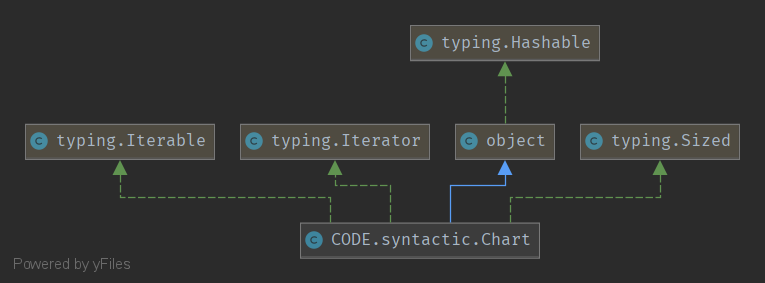 C typing.Hashable
C typing.Iterable
C typing.Iterator
C object
C typing.Sized
C CODE.syntactic.Chart
Powered by yFiles